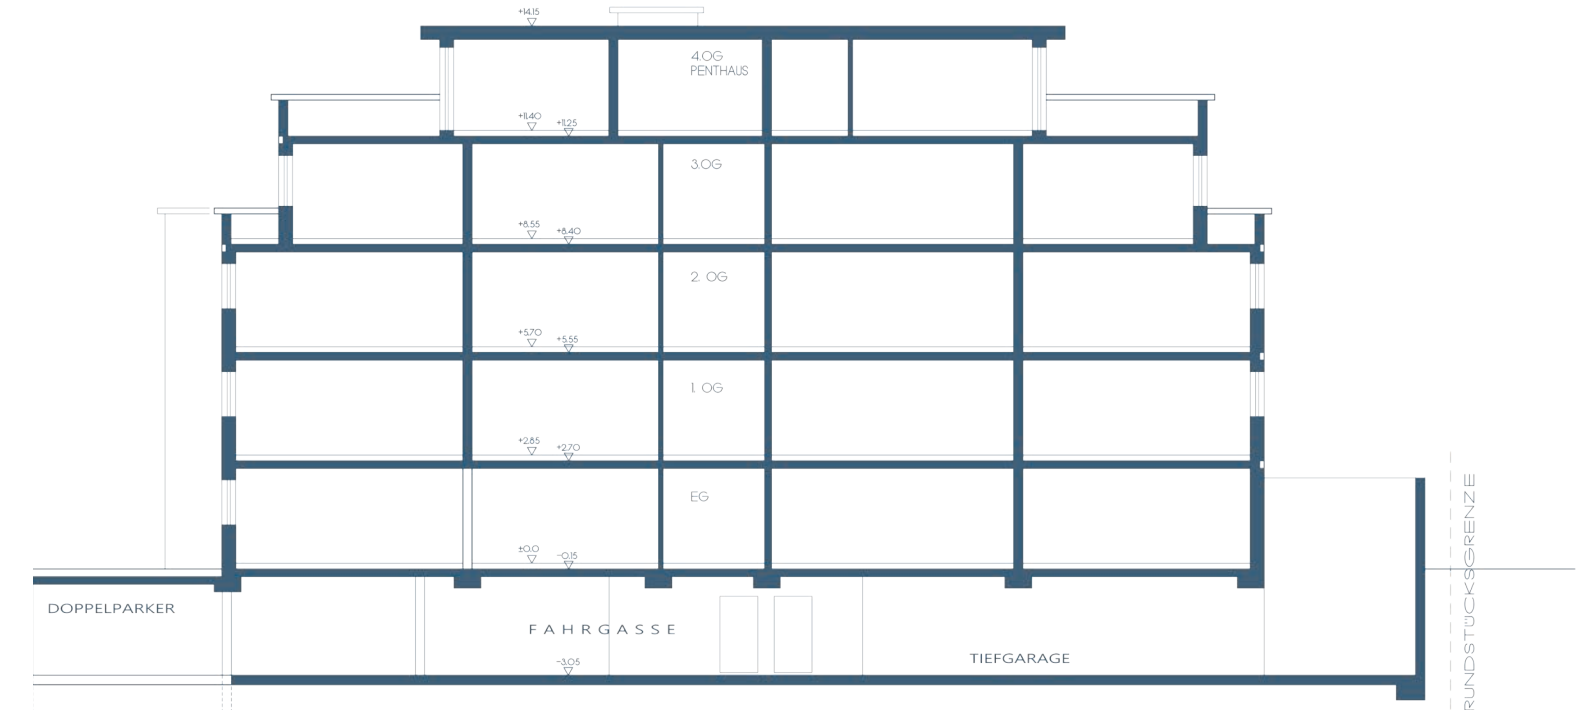 +14.15
4.OG
PENTHAUS
+11.40
+11.25
3.OG
+8.55
+8.40
2. OG
+5.70
+5.55
1. OG
+2.85
+2.70
EG
±0.0
-0.15
DOPPELPARKER
FAHRGASSE
TIEFGARAGE
-3.05
RUNDSTÜCKSGRENZE